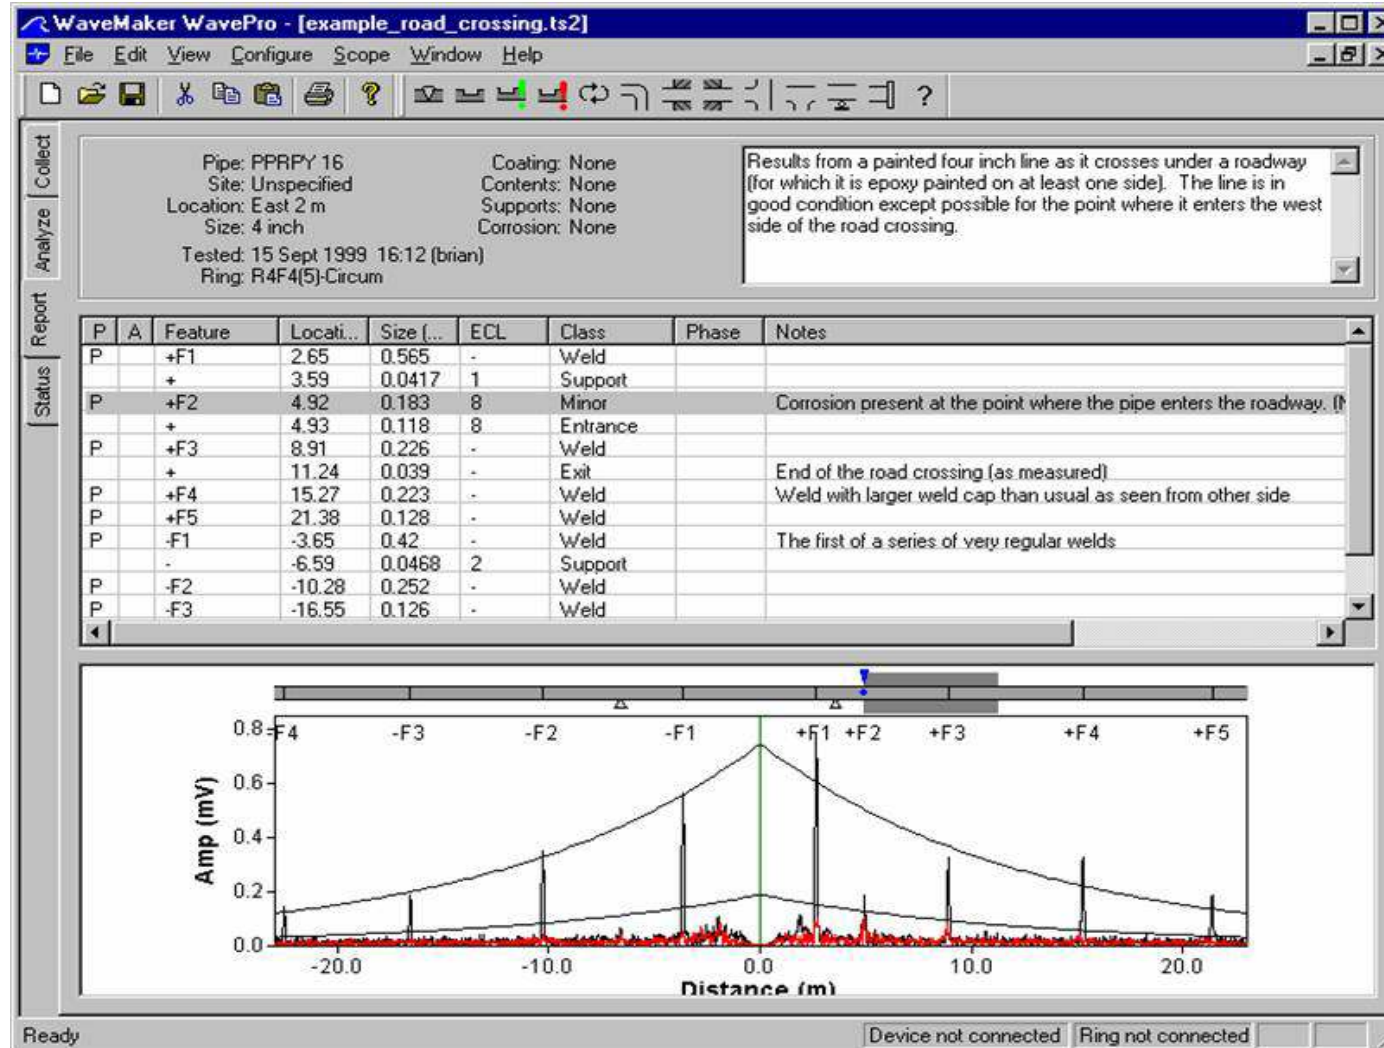 WaveMaker WavePro - [example_road_crossing.ts2]
File Edit View Configure Scope Window Help
?
Collect
Analyze
Report
Status
Pipe: PPRPY 16
Site: Unspecified
Location: East 2 m
Size: 4 inch
Tested: 15 Sept 1999 16:12 (brian)
Ring: R4F4(5)-Circum
Coating: None
Contents: None
Supports: None
Corrosion: None
Results from a painted four inch line as it crosses under a roadway
(for which it is epoxy painted on at least one side). The line is in
good condition except possible for the point where it enters the west
side of the road crossing.
P A Feature Locati... Size (... ECL Class Phase Notes
P +F1 2.65 0.565 - Weld
+ 3.59 0.0417 1 Support
P +F2 4.92 0.183 8 Minor Corrosion present at the point where the pipe enters the roadway. (
+ 4.93 0.118 8 Entrance
P +F3 8.91 0.226 - Weld
+ 11.24 0.039 Exit End of the road crossing (as measured)
P +F4 15.27 0.223 - Weld Weld with larger weld cap than usual as seen from other side
P +F5 21.38 0.128 - Weld
P -F1 -3.65 0.42 - Weld The first of a series of very regular welds
- -6.59 0.0468 2 Support
P -F2 -10.28 0.252 - Weld
P -F3 -16.55 0.126 - Weld
F4 -F3 -F2 -F1 +F1 +F2 +F3 +F4 +F5
0.8
0.6
0.4
0.2
0.0
Amp (mV)
-20.0 -10.0 0.0 10.0 20.0
Distance (m)
Ready Device not connected Ring not connected